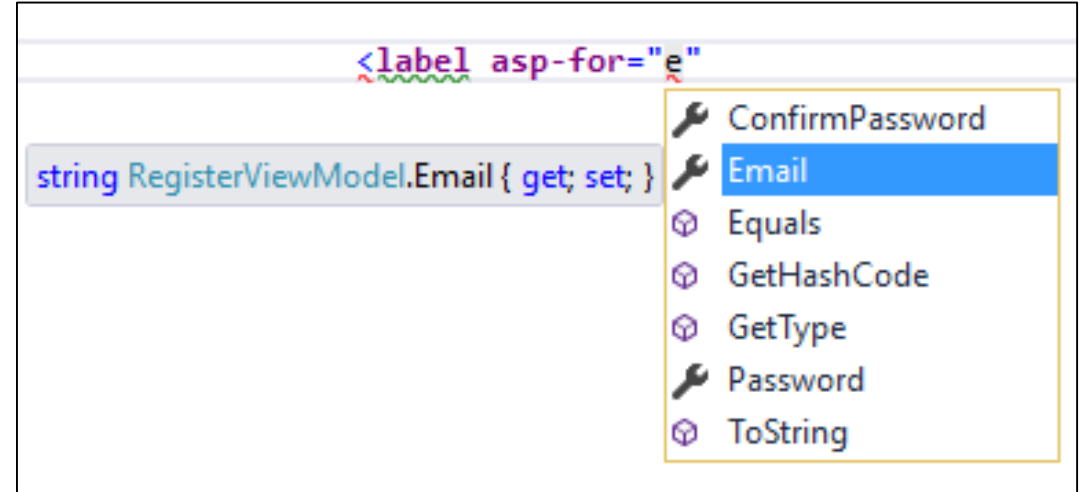 <label asp-for="e"
ConfirmPassword
string RegisterViewModel.Email { get; set; }
Email
Equals
GetHashCode
GetType
Password
ToString